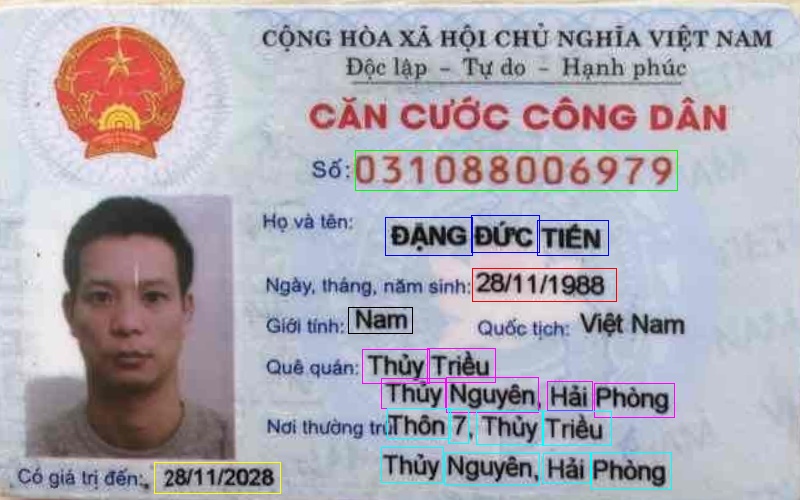 CỘNG HÒA XÃ HỘI CHỦ NGHĨA VIỆT NAM
Độc lập - Tự do - Hạnh phúc
CĂN CƯỚC CÔNG DÂN
Số: 031088006979
Họ và tên: ĐẶNG ĐỨC TIẾN
Ngày, tháng, năm sinh: 28/11/1988
Giới tính: Nam Quốc tịch: Việt Nam
Quê quán: Thủy Triều
Thủy Nguyên, Hải Phòng
Nơi thường trú Thôn 7, Thủy Triều
Thủy Nguyên, Hải Phòng
Có giá trị đến: 28/11/2028